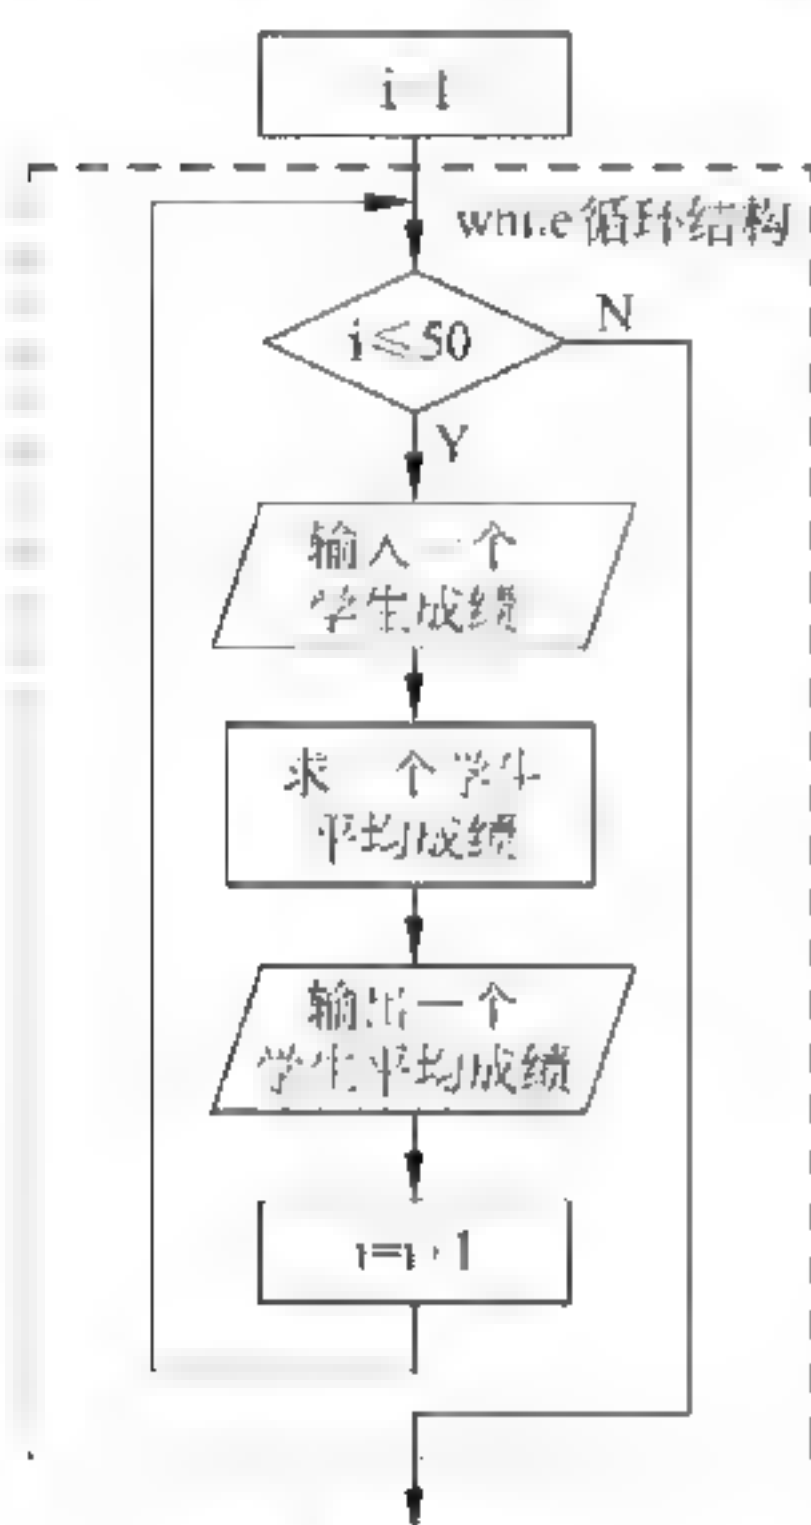 i=1
while循环结构
i≤50
N
Y
输入一个
学生成绩
求一个学生
平均成绩
输出一个
学生平均成绩
i=i+1